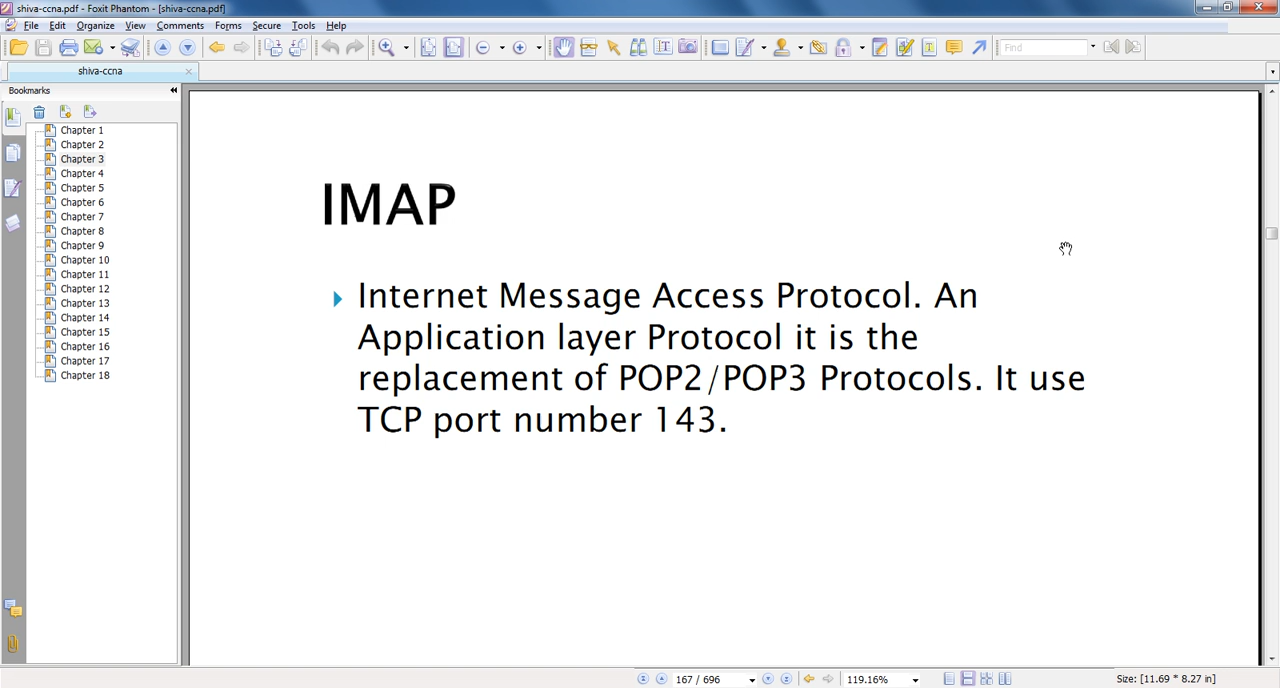 shiva-ccna.pdf - Foxit Phantom - [shiva-ccna.pdf]
File Edit Organize View Comments Forms Secure Tools Help
Find
shiva-ccna
Bookmarks
Chapter 1
Chapter 2
Chapter 3
Chapter 4
Chapter 5
Chapter 6
Chapter 7
Chapter 8
Chapter 9
Chapter 10
Chapter 11
Chapter 12
Chapter 13
Chapter 14
Chapter 15
Chapter 16
Chapter 17
Chapter 18
IMAP
Internet Message Access Protocol. An
Application layer Protocol it is the
replacement of POP2/POP3 Protocols. It use
TCP port number 143.
167 / 696 119.16% Size: [11.69 * 8.27 in]